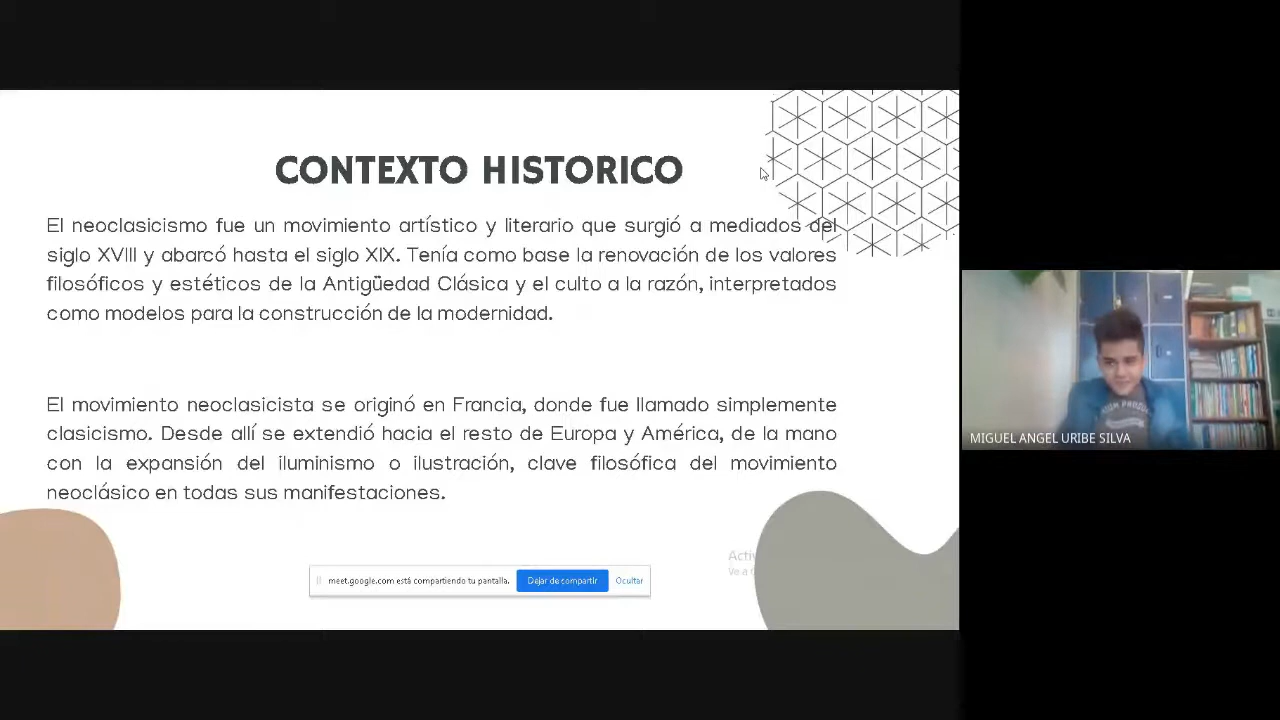 CONTEXTO HISTORICO
El neoclasicismo fue un movimiento artístico y literario que surgió a mediados del
siglo XVIII y abarcó hasta el siglo XIX. Tenía como base la renovación de los valores
filosóficos y estéticos de la Antigüedad Clásica y el culto a la razón, interpretados
como modelos para la construcción de la modernidad.
El movimiento neoclasicista se originó en Francia, donde fue llamado simplemente
clasicismo. Desde allí se extendió hacia el resto de Europa y América, de la mano
con la expansión del iluminismo o ilustración, clave filosófica del movimiento
neoclásico en todas sus manifestaciones.
meet.google.com está compartiendo tu pantalla. Dejar de compartir Ocultar
MIGUEL ANGEL URIBE SILVA